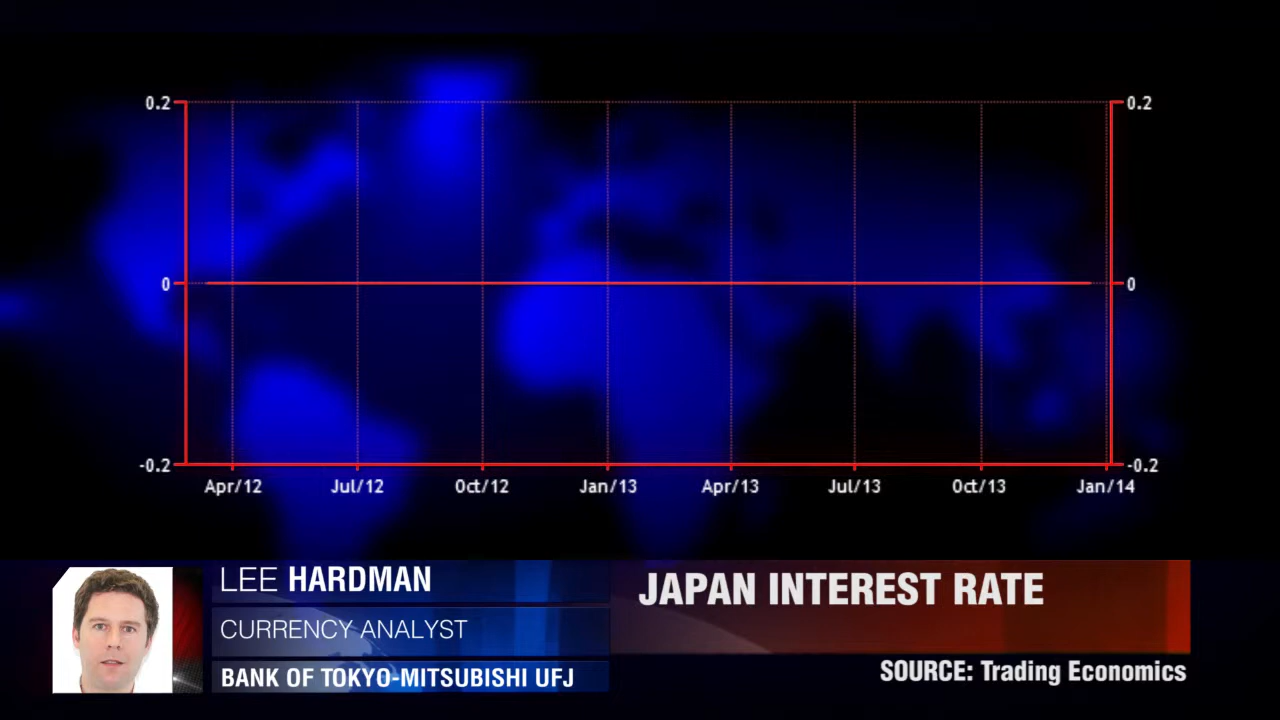 0.2 0.2
0 0
-0.2 -0.2
Apr/12 Jul/12 Oct/12 Jan/13 Apr/13 Jul/13 Oct/13 Jan/14
LEE HARDMAN
CURRENCY ANALYST
BANK OF TOKYO-MITSUBISHI UFJ
JAPAN INTEREST RATE
SOURCE: Trading Economics